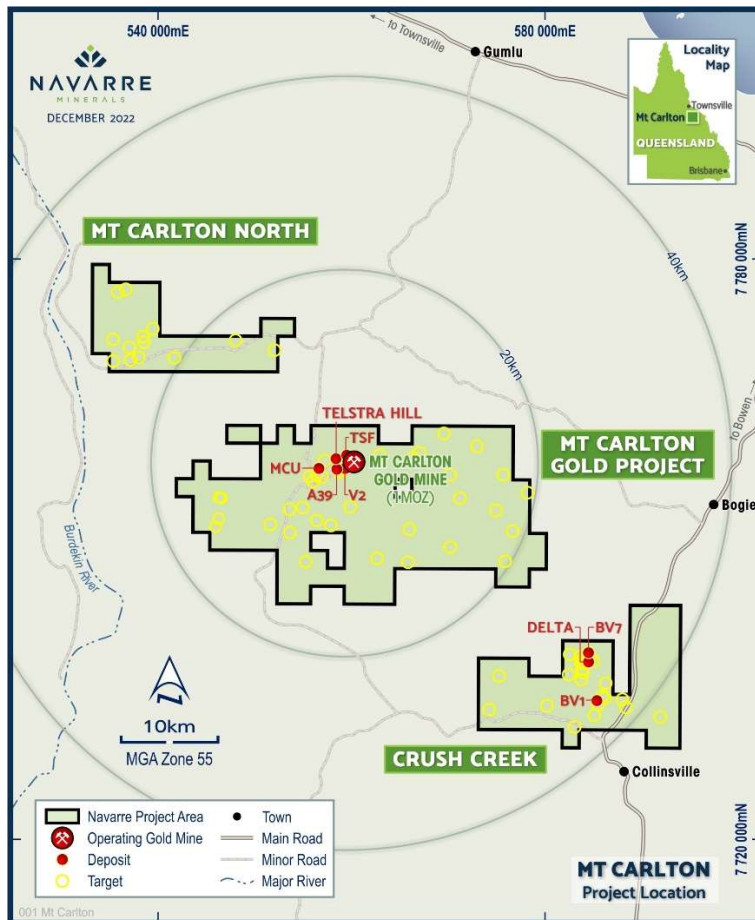 540 000mE
580 000mE
to Townsville
Gumlu
NAVARRE
MINERALS
DECEMBER 2022
Locality
Map
Townsville
Mt Carlton
QUEENSLAND
Brisbane
MT CARLTON NORTH
40km
7 780 000mN
20km
TELSTRA HILL
TSF
MCU
MT CARLTON
GOLD MINE
(1MOZ)
A39
V2
MT CARLTON
GOLD PROJECT
to Bowen
Bogie
Burdekin River
DELTA
BV7
BV1
N
10km
MGA Zone 55
CRUSH CREEK
Collinsville
Navarre Project Area
Operating Gold Mine
Deposit
Target
Town
Main Road
Minor Road
Major River
7 720 000mN
MT CARLTON
Project Location
001 Mt Carlton